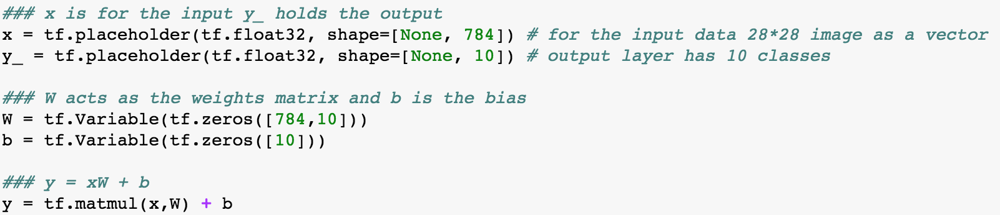 ### x is for the input y_ holds the output
x = tf.placeholder(tf.float32, shape=[None, 784]) # for the input data 28*28 image as a vector
y_ = tf.placeholder(tf.float32, shape=[None, 10]) # output layer has 10 classes
### W acts as the weights matrix and b is the bias
W = tf.Variable(tf.zeros([784,10]))
b = tf.Variable(tf.zeros([10]))
### y = xW + b
y = tf.matmul(x,W) + b